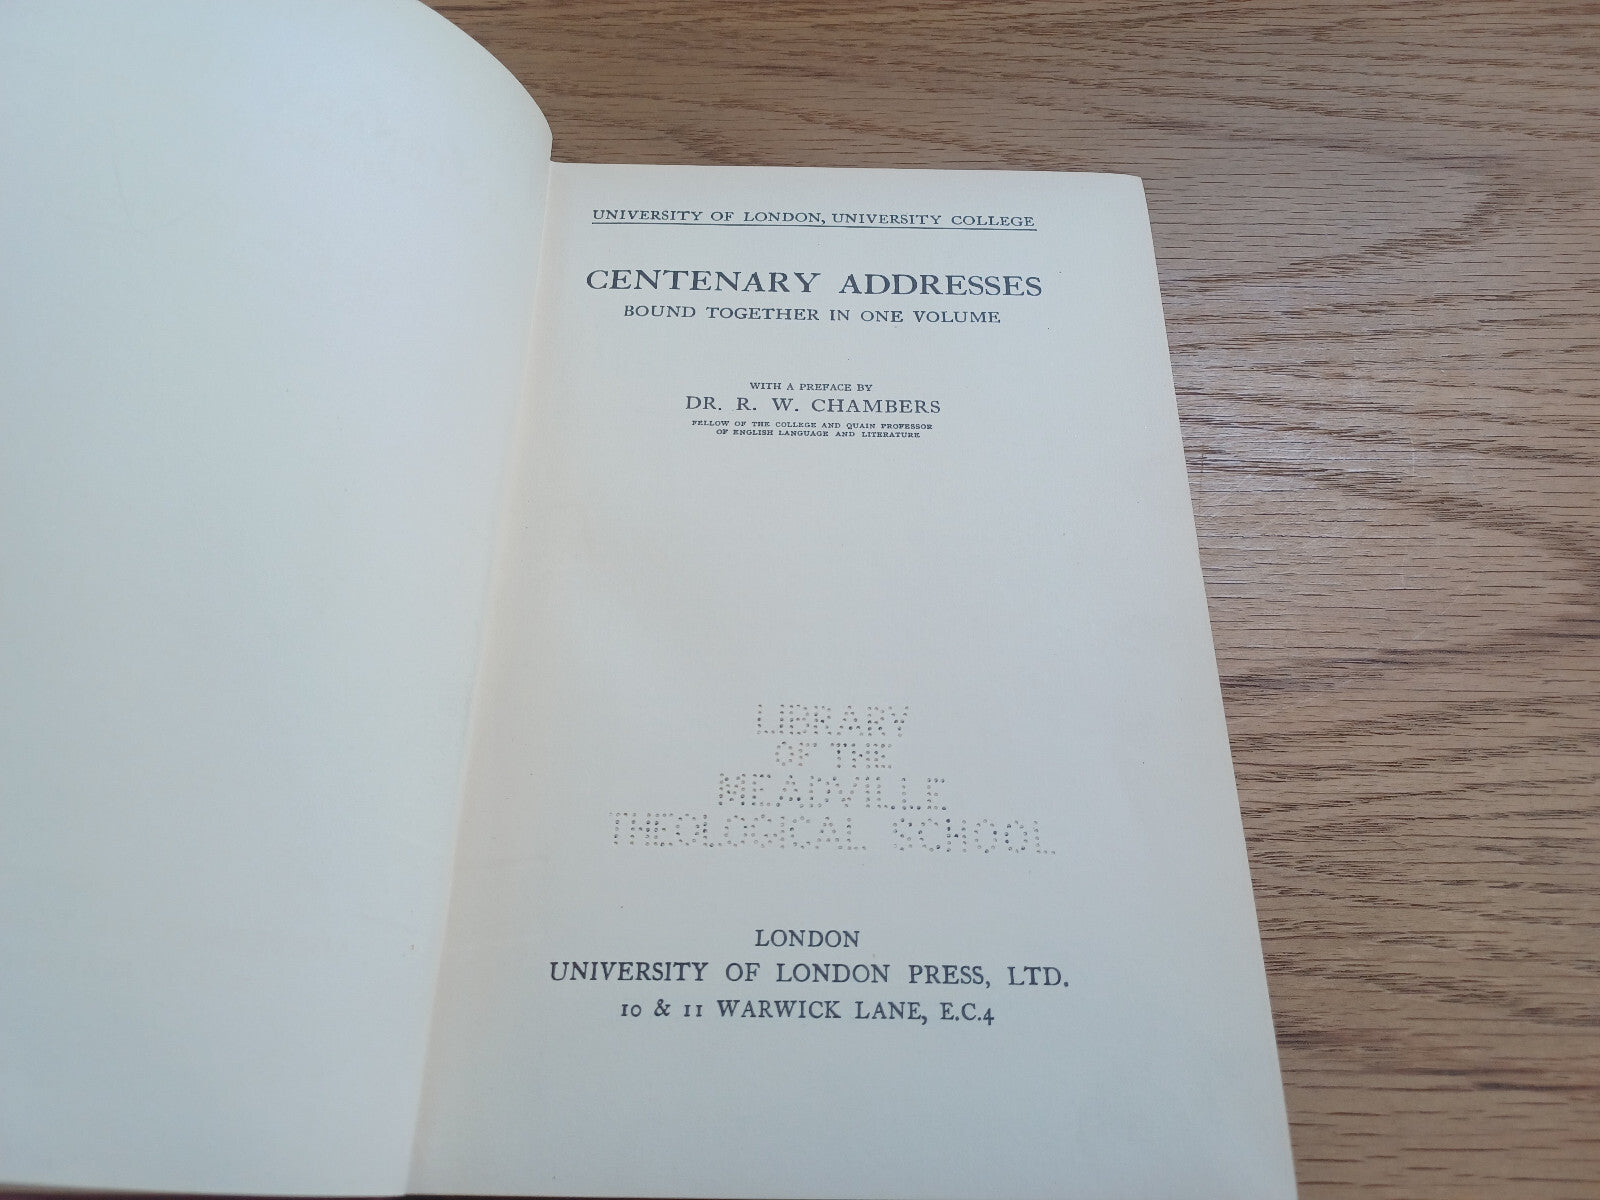 UNIVERSITY OF LONDON, UNIVERSITY COLLEGE
CENTENARY ADDRESSES
BOUND TOGETHER IN ONE VOLUME
WITH A PREFACE BY
DR. R. W. CHAMBERS
FELLOW OF THE COLLEGE AND QUAIN PROFESSOR
OF ENGLISH LANGUAGE AND LITERATURE
LIBRARY
OF THE
MEADVILLE
THEOLOGICAL SCHOOL
LONDON
UNIVERSITY OF LONDON PRESS, LTD.
10 & 11 WARWICK LANE, E.C.4